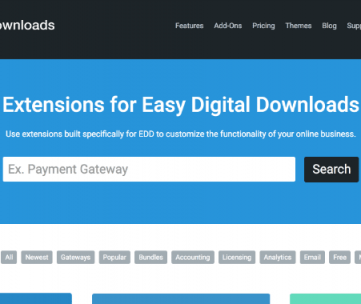 wnloads Features Add-Ons Pricing Themes Blog Supp
Extensions for Easy Digital Downloads
Use extensions built specifically for EDD to customize the functionality of your online business.
Ex. Payment Gateway Search
All Newest Gateways Popular Bundles Accounting Licensing Analytics Email Free